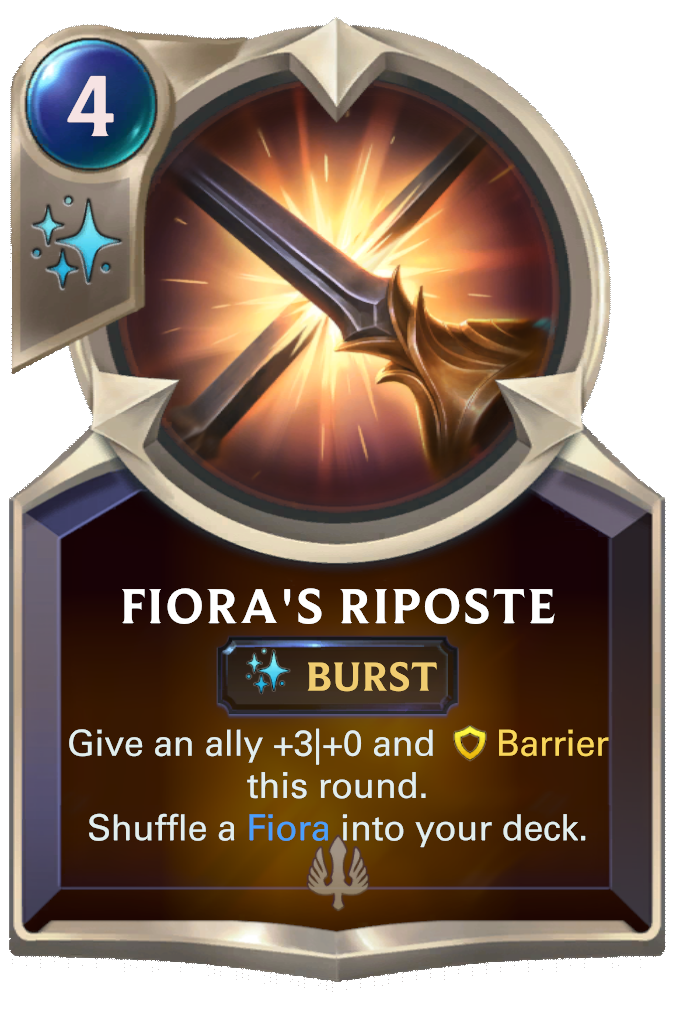 4
FIORA'S RIPOSTE
BURST
Give an ally +3|+0 and Barrier
this round.
Shuffle a Fiora into your deck.